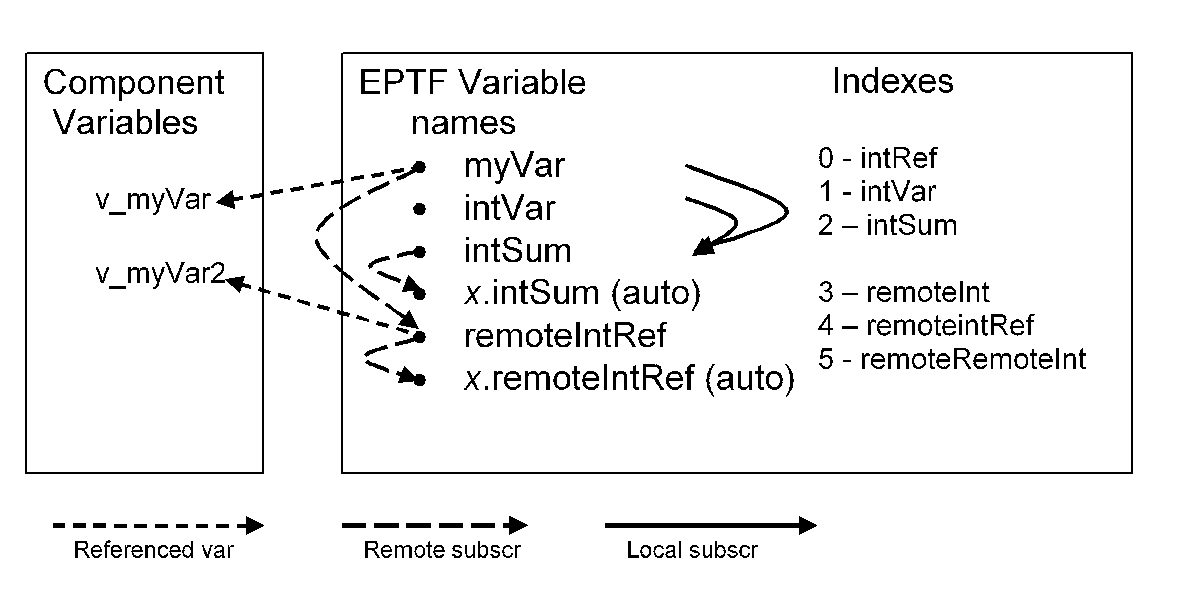 Component
Variables
v_myVar
v_myVar2
EPTF Variable
names
myVar
intVar
intSum
x.intSum (auto)
remoteIntRef
x.remoteIntRef (auto)
Indexes
0 - intRef
1 - intVar
2 – intSum
3 – remoteInt
4 – remoteintRef
5 - remoteRemoteInt
Referenced var
Remote subscr
Local subscr